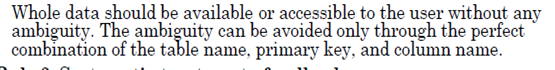 Whole data should be available or accessible to the user without any
ambiguity. The ambiguity can be avoided only through the perfect
combination of the table name, primary key, and column name.